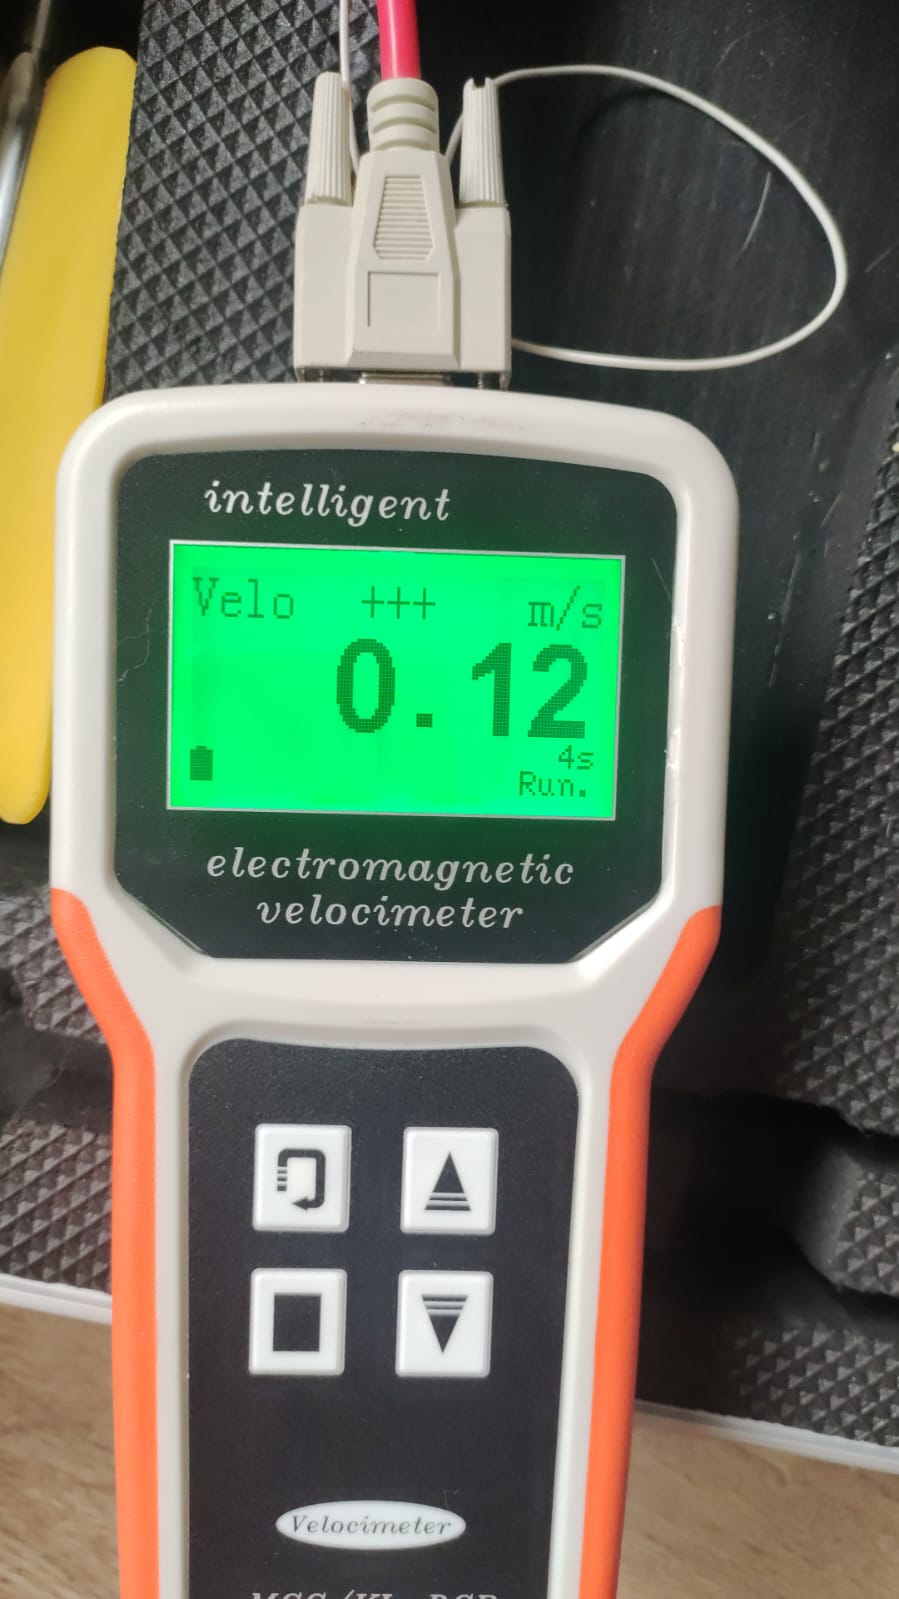 intelligent
Velo +++ m/s
0.12
4s
Run.
electromagnetic
velocimeter
Velocimeter